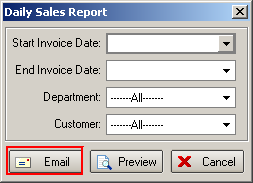 Daily Sales Report
Start Invoice Date:
End Invoice Date:
Department: -------All-------
Customer: -------All-------
Email Preview Cancel